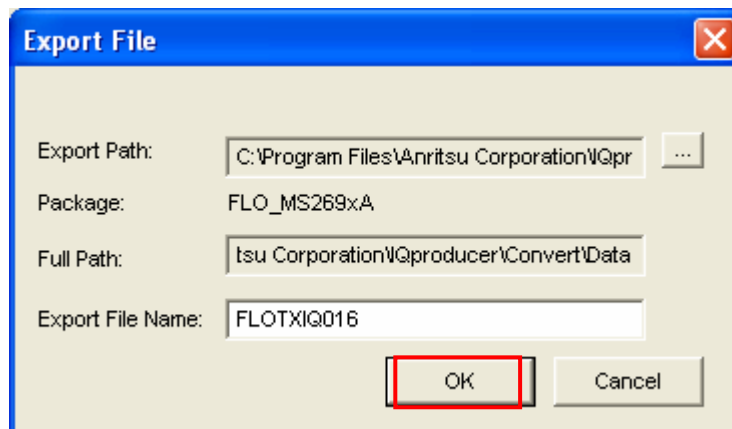 Export File
Export Path: C:\Program Files\Anritsu Corporation\IQpr ...
Package: FLO_MS269xA
Full Path: tsu Corporation\IQproducer\Convert\Data
Export File Name: FLOTXIQ016
OK Cancel